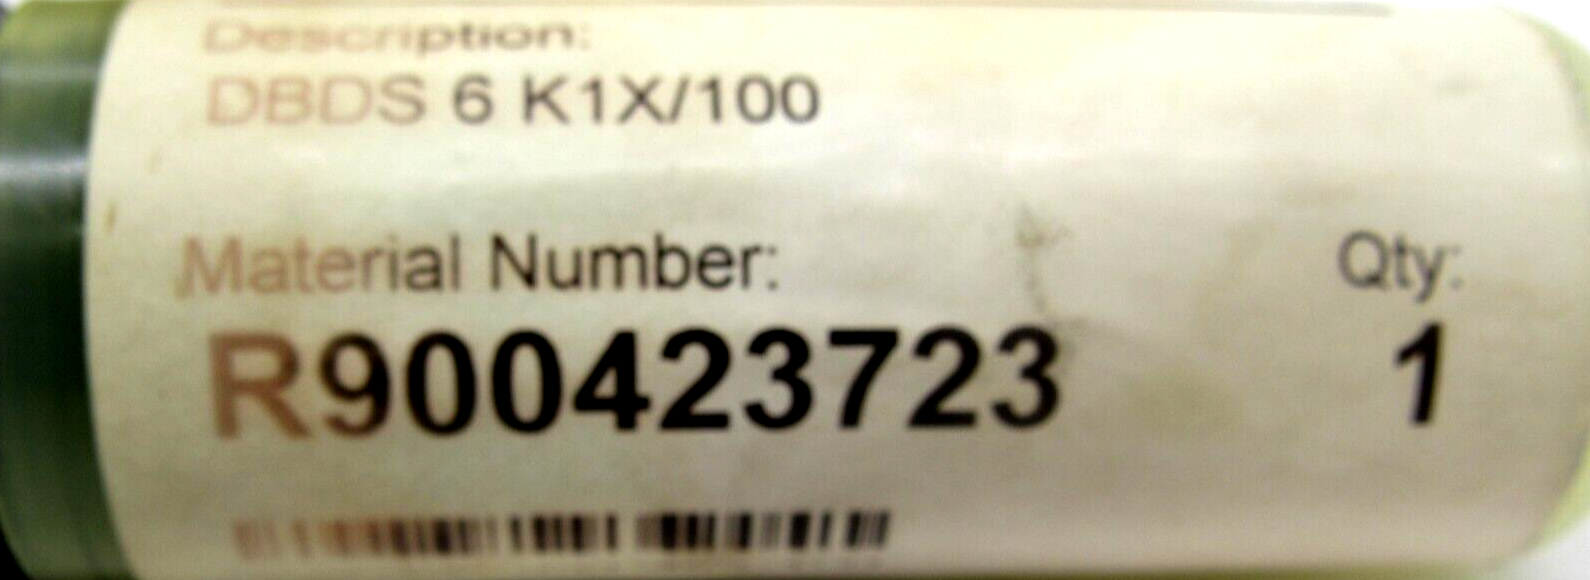 Description:
DBDS 6 K1X/100
Material Number:
Qty:
R900423723
1